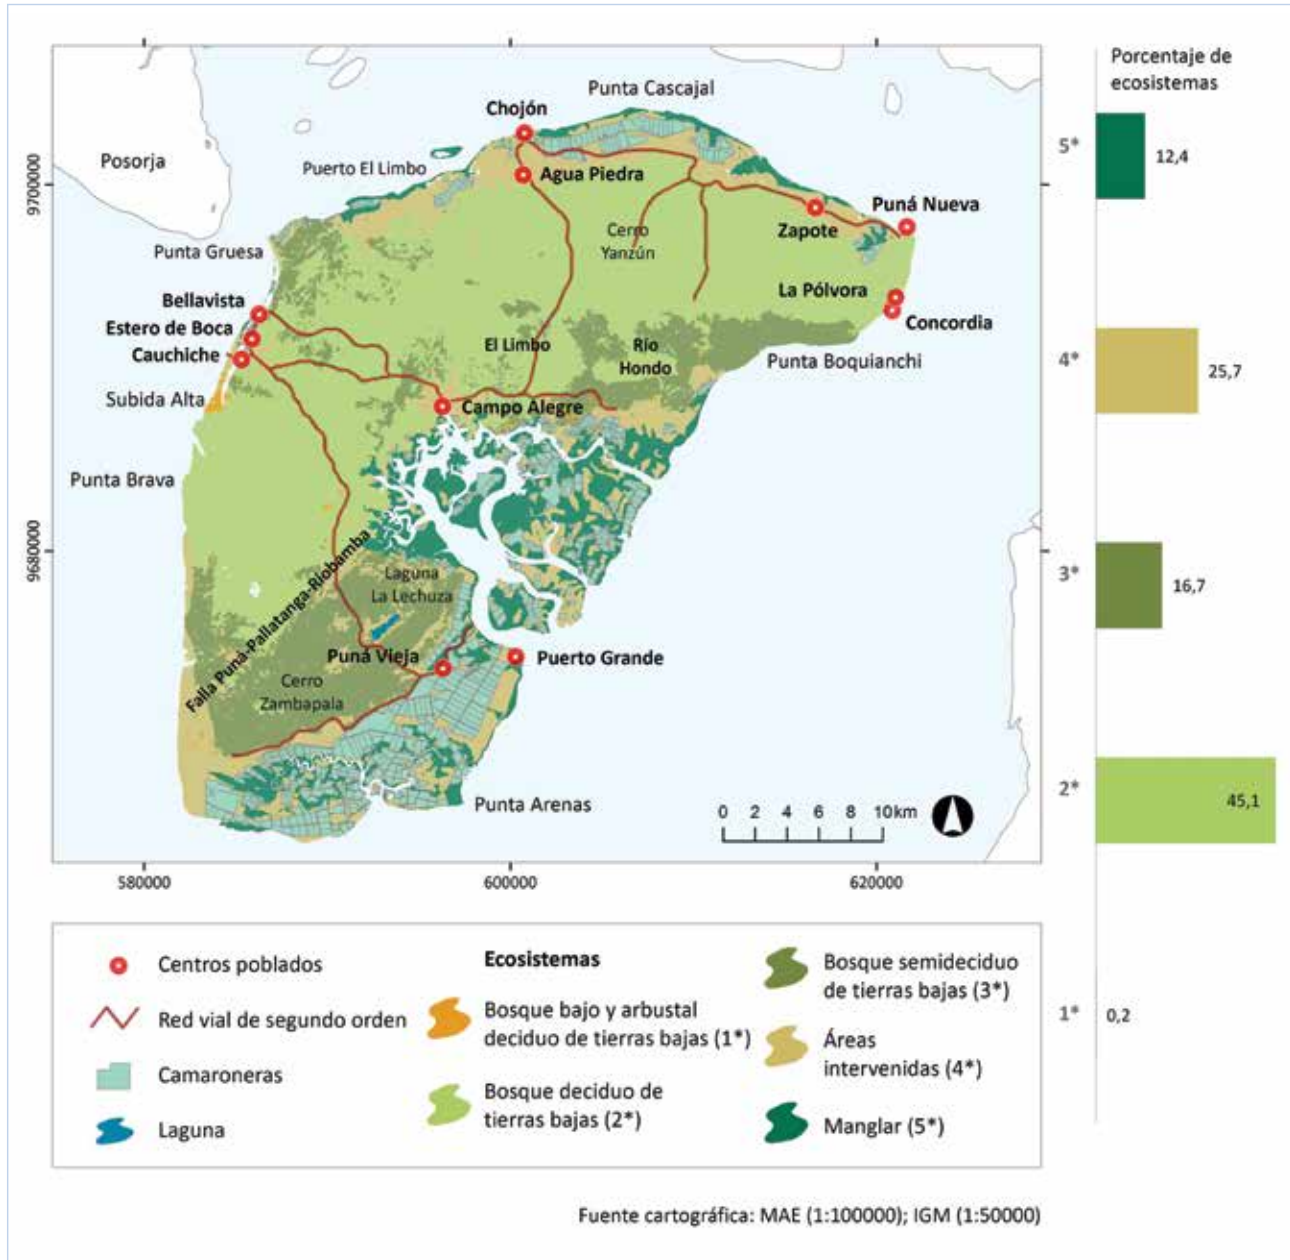 Porcentaje de
ecosistemas
5*
12,4
4*
25,7
3*
16,7
2*
45,1
1*
0,2
Punta Cascajal
Chojón
Posorja
Puerto El Limbo
Agua Piedra
Puná Nueva
Cerro
Yanzún
Zapote
Punta Gruesa
Bellavista
La Pólvora
Estero de Boca
Concordia
Cauchiche
El Limbo
Río
Hondo
Punta Boquianchi
Subida Alta
Campo Alegre
Punta Brava
Falla Puná-Pallatanga-Riobamba
Laguna
La Lechuza
Puná Vieja
Puerto Grande
Cerro
Zambapala
Punta Arenas
0 2 4 6 8 10km
9700000
9680000
580000
600000
620000
Centros poblados
Red vial de segundo orden
Camaroneras
Laguna
Ecosistemas
Bosque bajo y arbustal
deciduo de tierras bajas (1*)
Bosque deciduo de
tierras bajas (2*)
Bosque semideciduo
de tierras bajas (3*)
Áreas
intervenidas (4*)
Manglar (5*)
Fuente cartográfica: MAE (1:100000); IGM (1:50000)